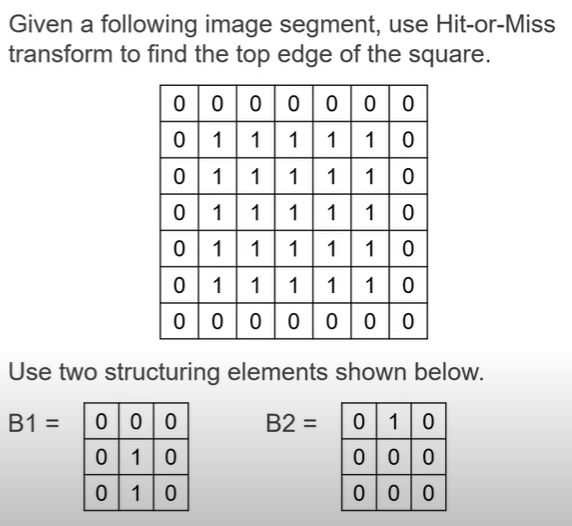 Given a following image segment, use Hit-or-Miss
transform to find the top edge of the square.
0 0 0 0 0 0 0
0 1 1 1 1 1 0
0 1 1 1 1 1 0
0 1 1 1 1 1 0
0 1 1 1 1 1 0
0 1 1 1 1 1 0
0 0 0 0 0 0 0
Use two structuring elements shown below.
B1 = 0 0 0 B2 = 0 1 0
0 1 0 0 0 0
0 1 0 0 0 0